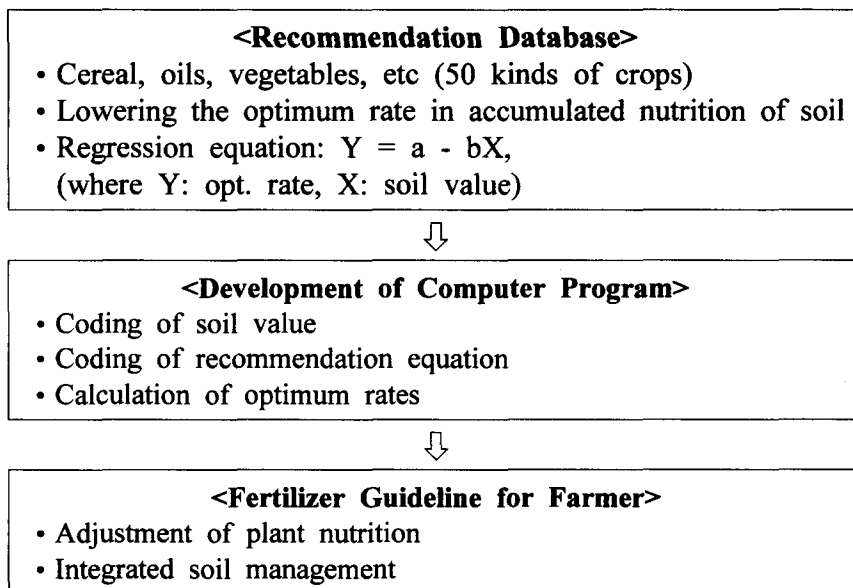 <Recommendation Database>
• Cereal, oils, vegetables, etc (50 kinds of crops)
• Lowering the optimum rate in accumulated nutrition of soil
• Regression equation: Y = a - bX,
(where Y: opt. rate, X: soil value)
<Development of Computer Program>
• Coding of soil value
• Coding of recommendation equation
• Calculation of optimum rates
<Fertilizer Guideline for Farmer>
• Adjustment of plant nutrition
• Integrated soil management